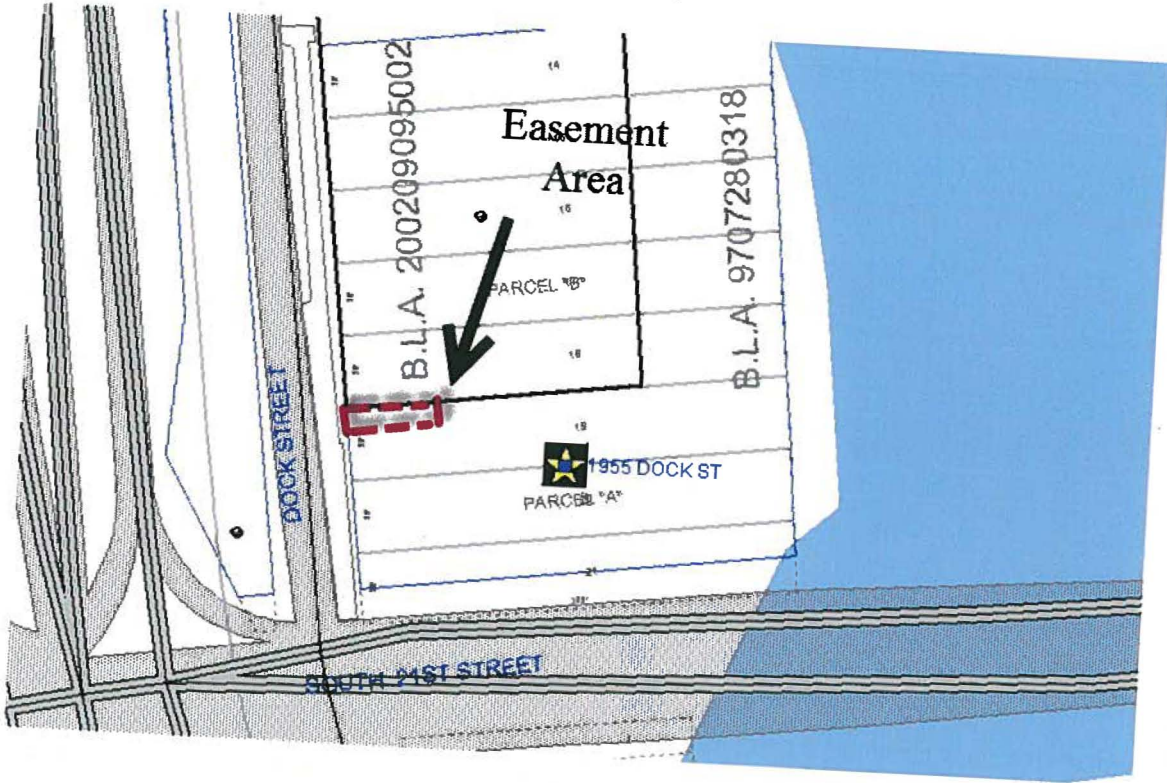 14
Easement
Area
B.L.A. 200209095002
B.L.A. 9707280318
16
PARCEL "B"
18
19
1955 DOCK ST
PARCEL "A"
21
DOCK STREET
SOUTH 21ST STREET